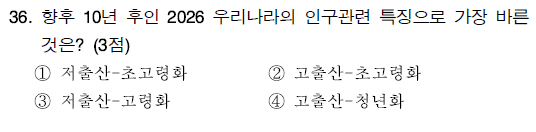 36. 향후 10년 후인 2026 우리나라의 인구관련 특징으로 가장 바른
것은? (3점)
① 저출산-초고령화 ② 고출산-초고령화
③ 저출산-고령화 ④ 고출산-청년화